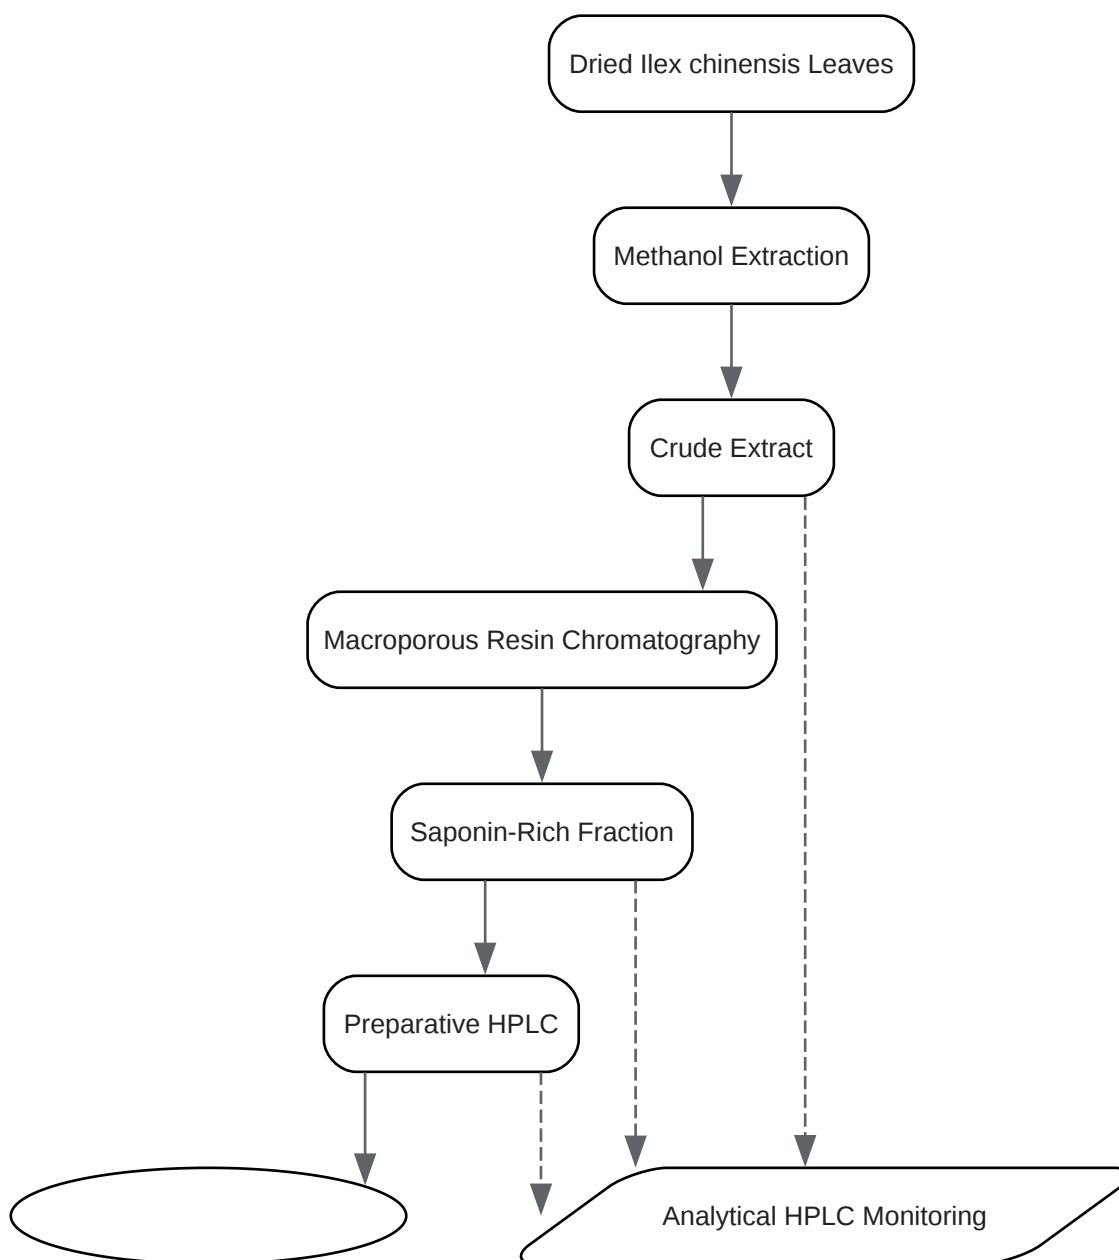 Dried Ilex chinensis Leaves
Methanol Extraction
Crude Extract
Macroporous Resin Chromatography
Saponin-Rich Fraction
Preparative HPLC
Analytical HPLC Monitoring